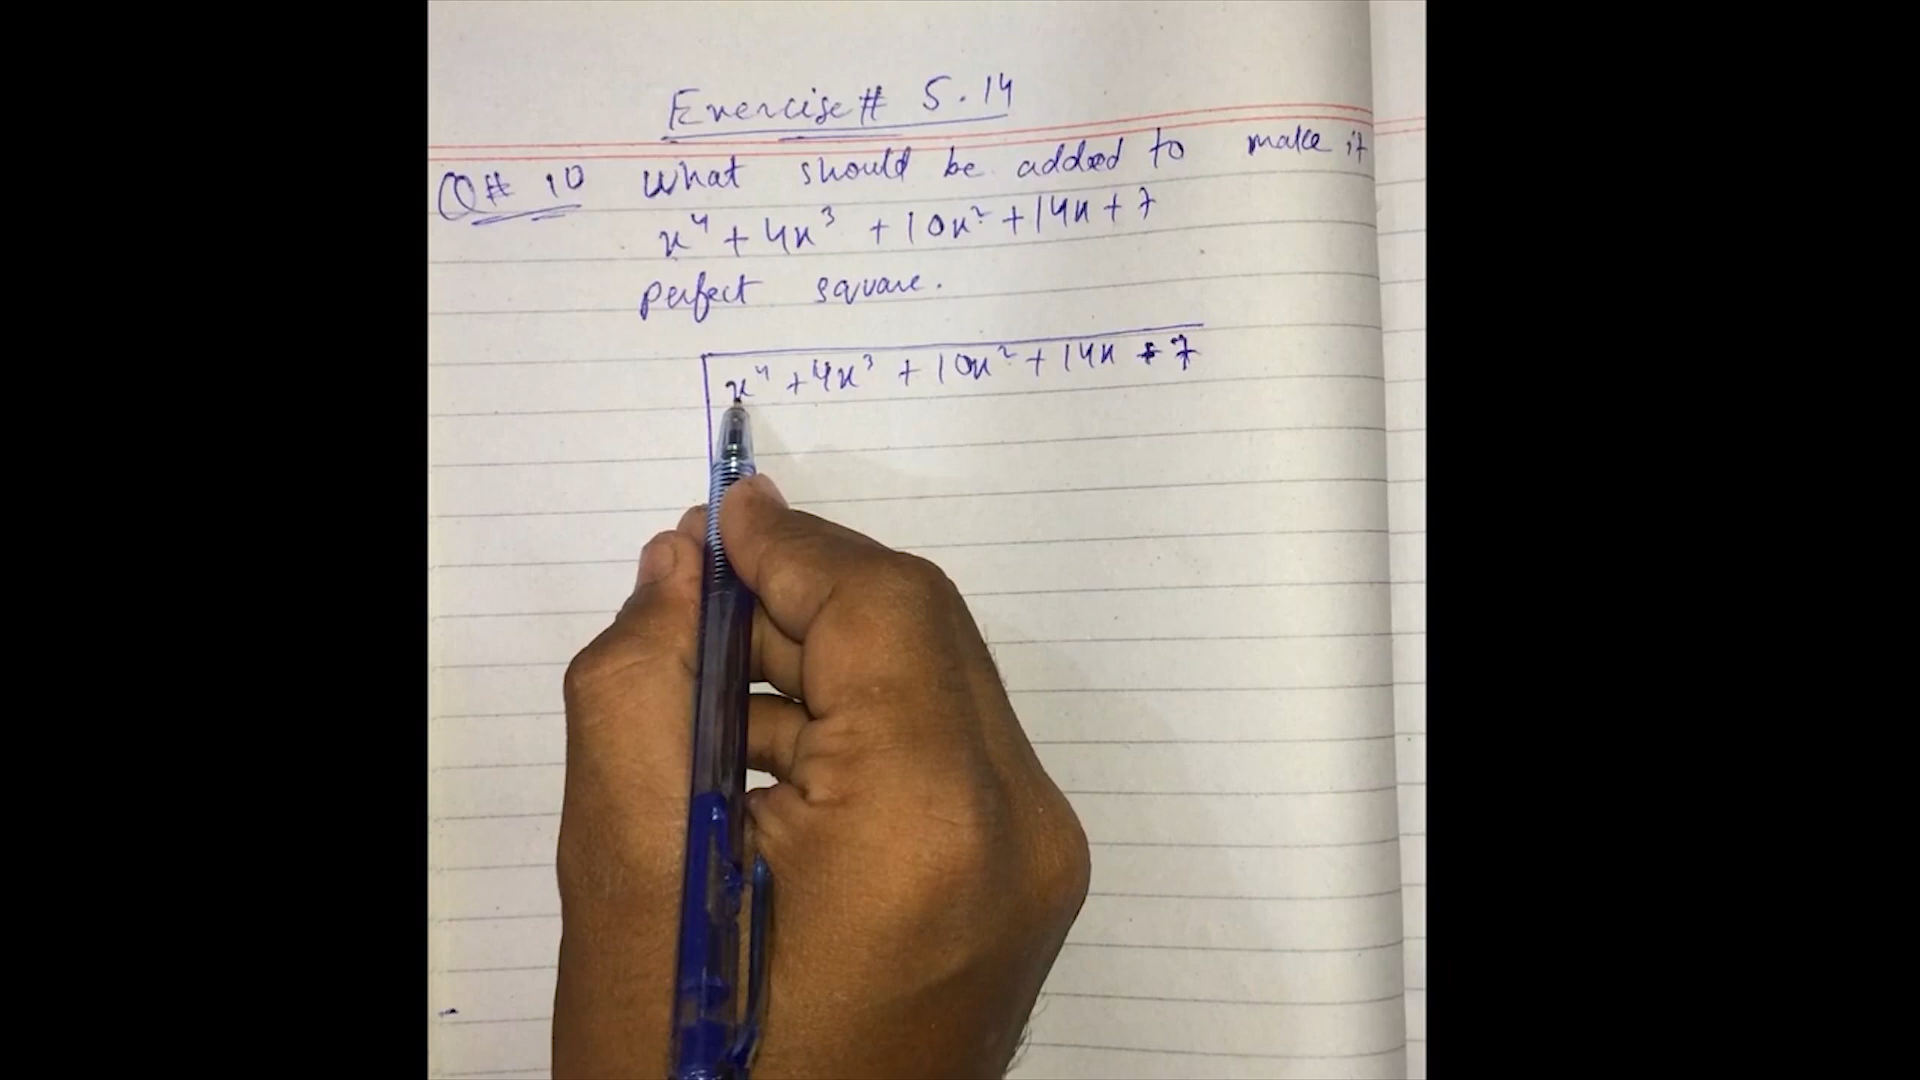 Exercise # 5.14
Q# 10 What should be added to make it
x⁴ + 4x³ + 10x² + 14x + 7
perfect square.
x⁴ + 4x³ + 10x² + 14x + 7